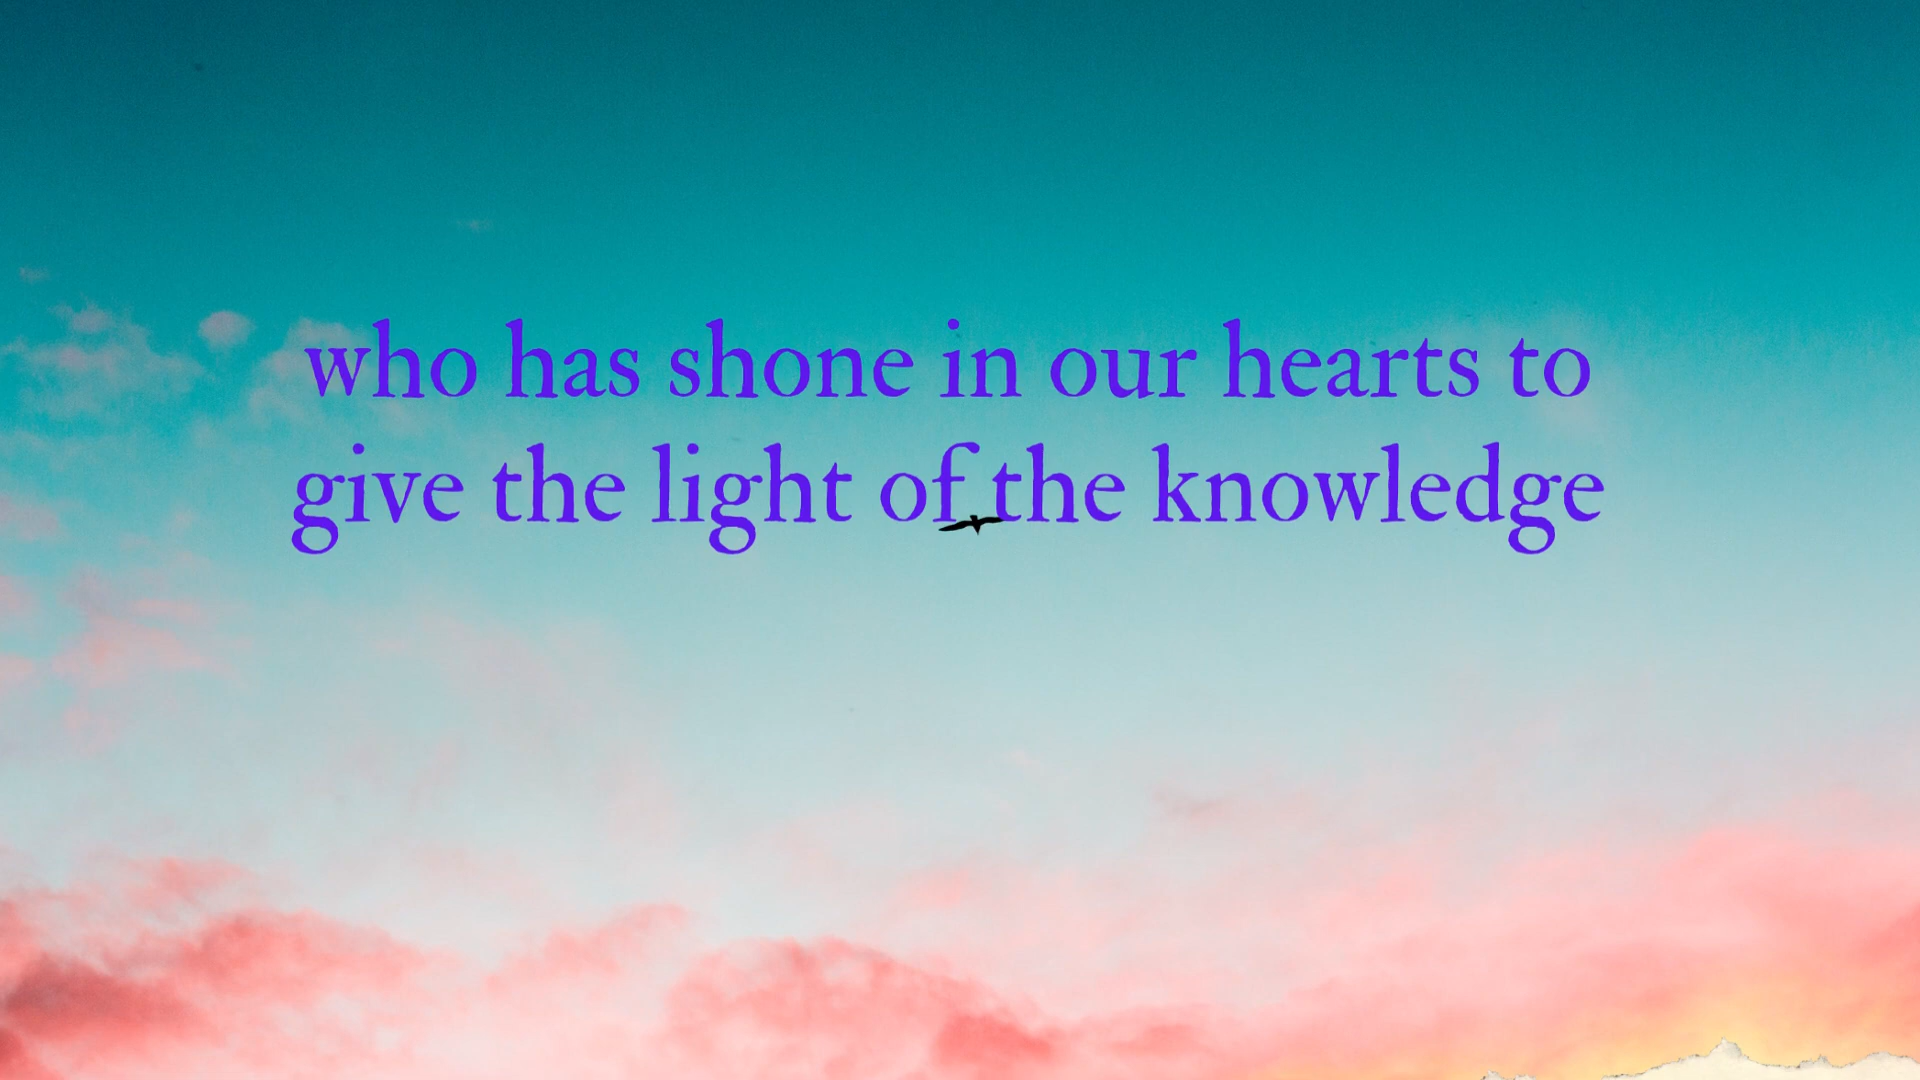 who has shone in our hearts to
give the light of the knowledge